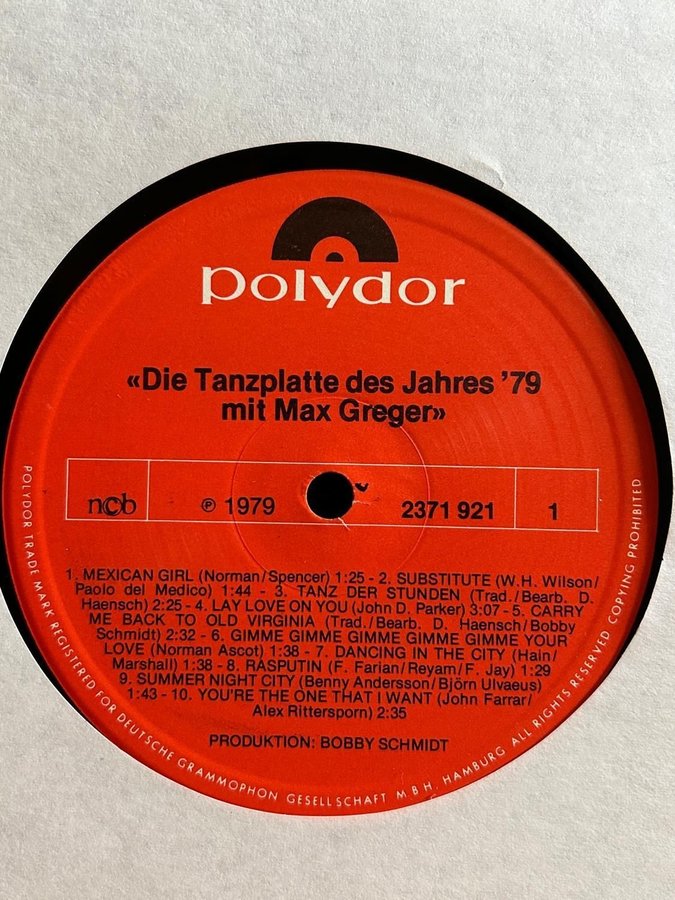 polydor
«Die Tanzplatte des Jahres '79
mit Max Greger»
ncb
℗ 1979
2371 921
1
1. MEXICAN GIRL (Norman/Spencer) 1:25 - 2. SUBSTITUTE (W.H. Wilson/
Paolo del Medico) 1:44 - 3. TANZ DER STUNDEN (Trad./Bearb. D.
Haensch) 2:25 - 4. LAY LOVE ON YOU (John D. Parker) 3:07 - 5. CARRY
ME BACK TO OLD VIRGINIA (Trad./Bearb. D. Haensch/Bobby
Schmidt) 2:32 - 6. GIMME GIMME GIMME GIMME GIMME YOUR
LOVE (Norman Ascot) 1:38 - 7. DANCING IN THE CITY (Hain/
Marshall) 1:38 - 8. RASPUTIN (F. Farian/Reyam/F. Jay) 1:29
9. SUMMER NIGHT CITY (Benny Andersson/Björn Ulvaeus)
1:43 - 10. YOU'RE THE ONE THAT I WANT (John Farrar/
Alex Rittersporn) 2:35
PRODUKTION: BOBBY SCHMIDT
POLYDOR TRADE MARK REGISTERED FOR DEUTSCHE GRAMMOPHON GESELLSCHAFT M.B.H. HAMBURG ALL RIGHTS RESERVED COPYING PROHIBITED